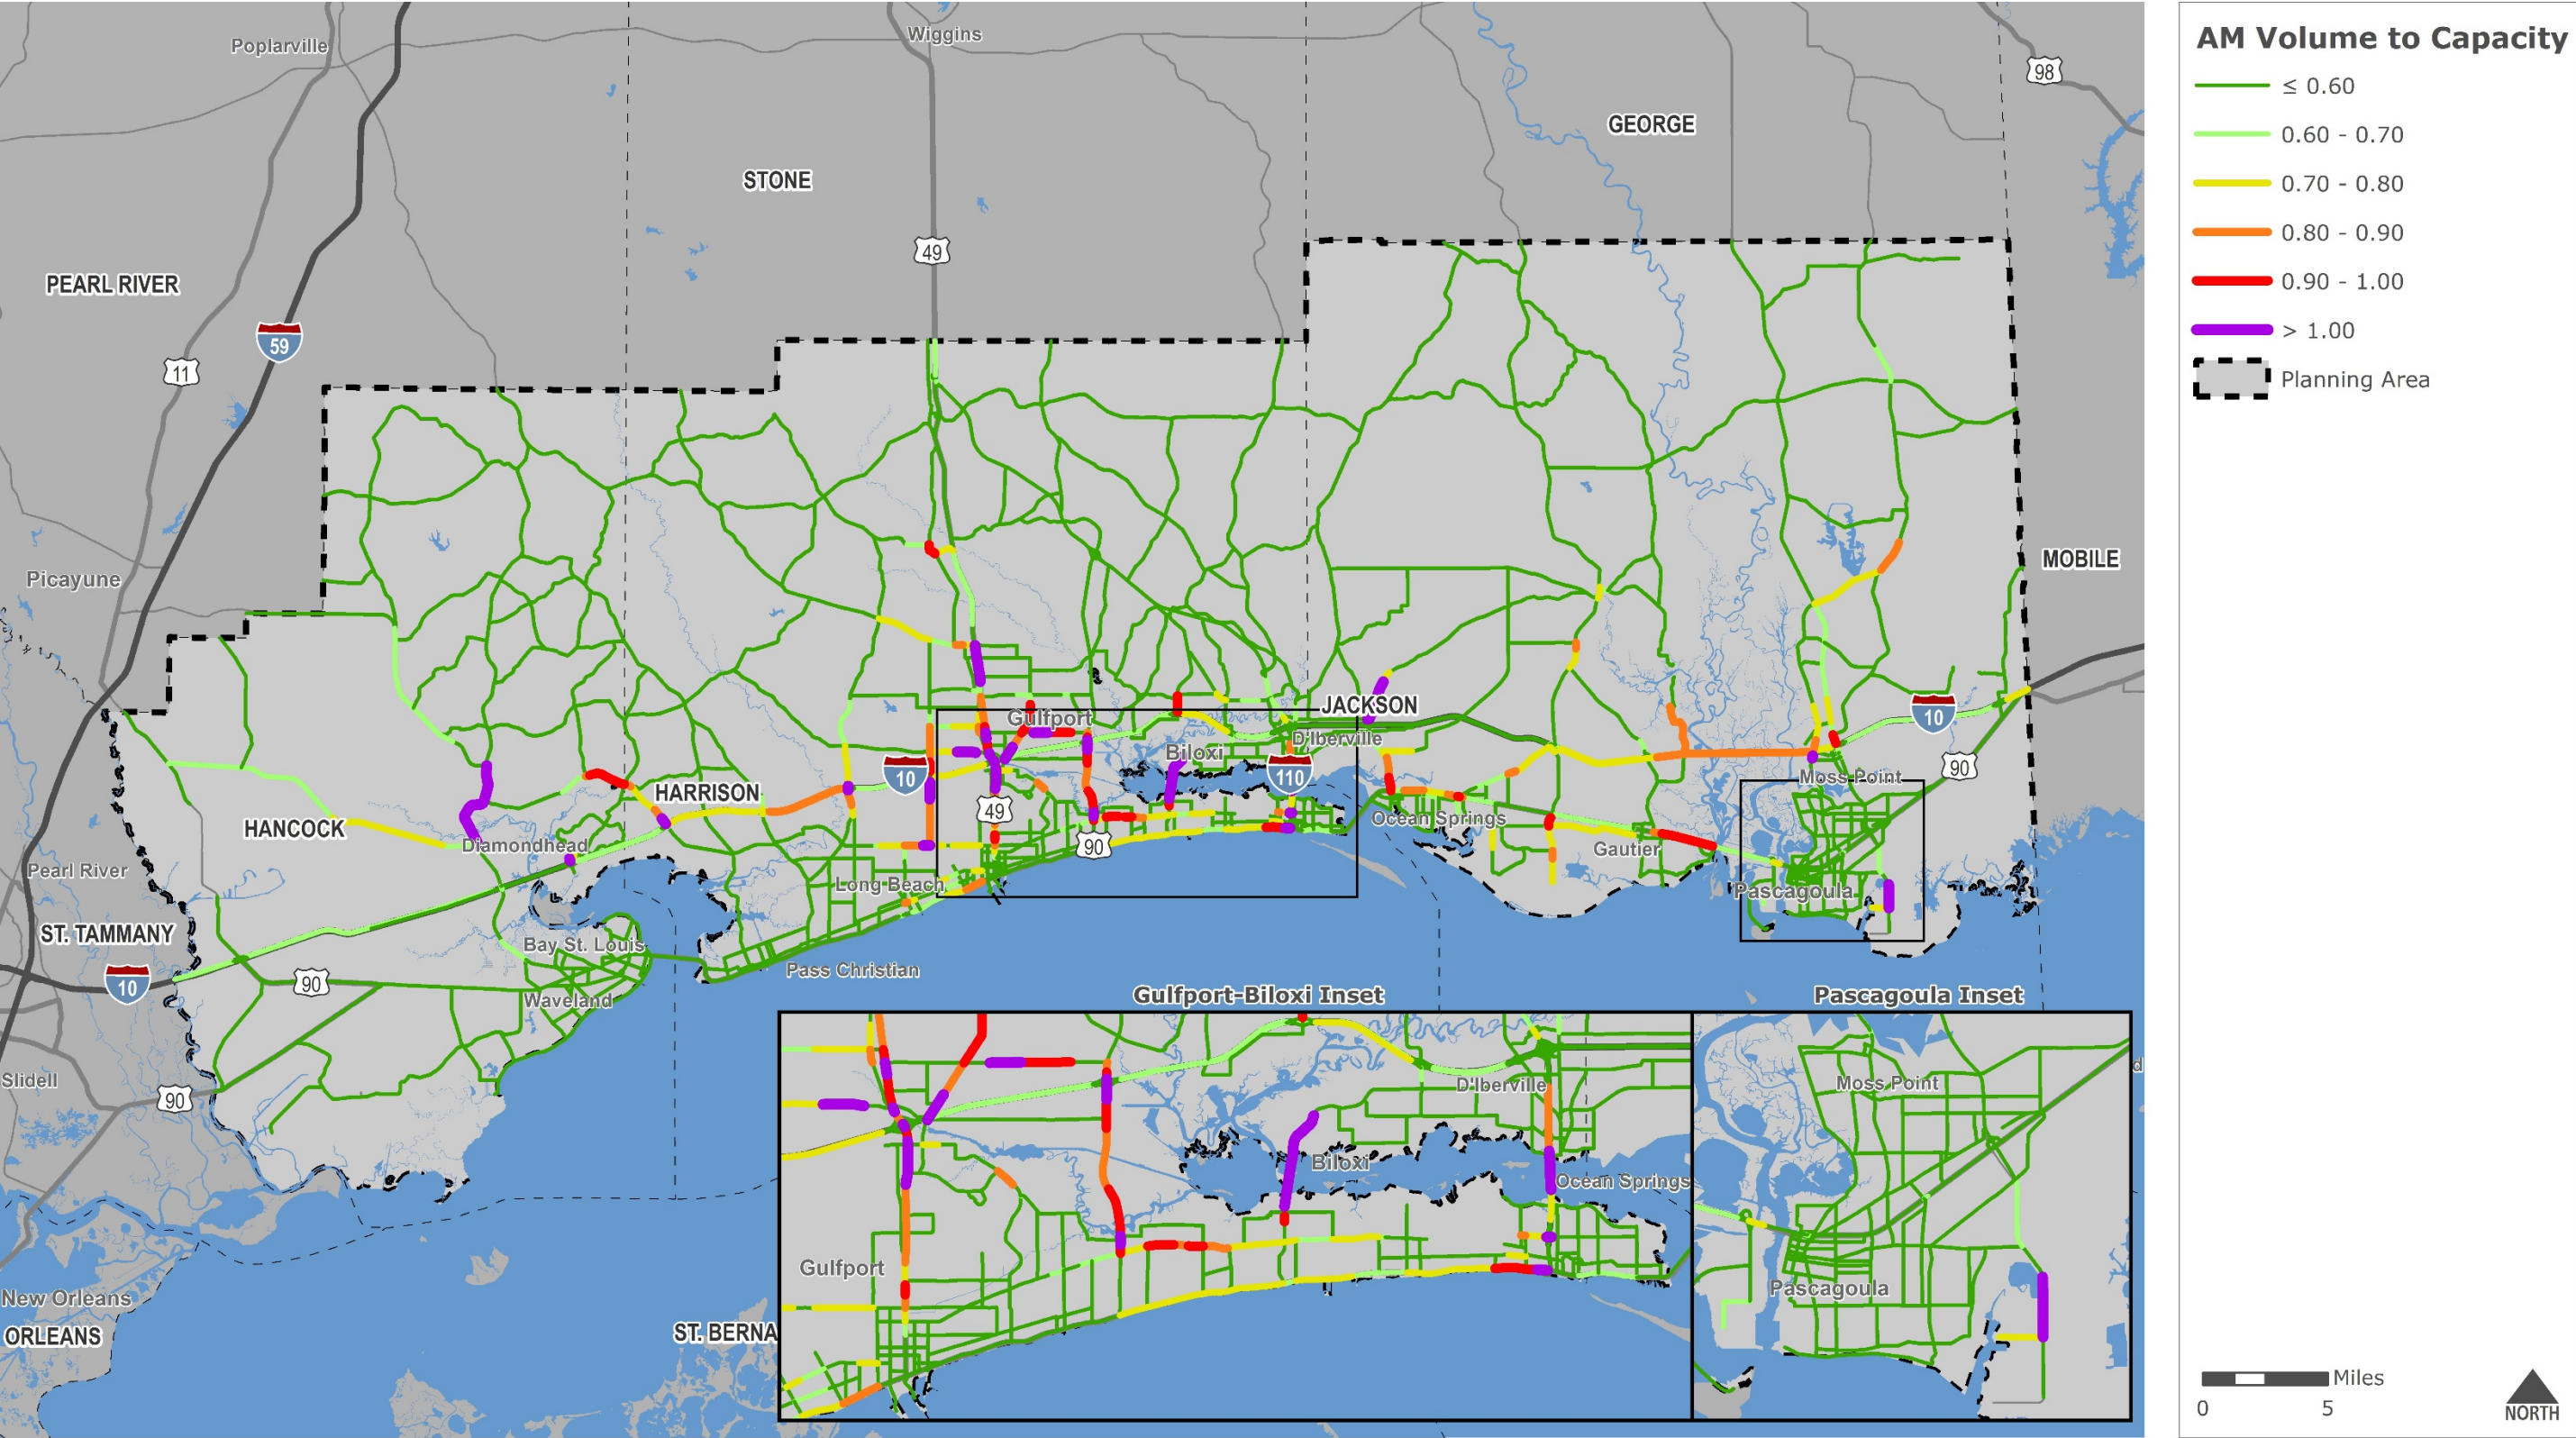 Poplarville
Wiggins
98
GEORGE
STONE
49
PEARL RIVER
59
11
MOBILE
Picayune
JACKSON
Gulfport
D'Iberville
Biloxi
10
10
110
90
Moss Point
HARRISON
49
HANCOCK
Ocean Springs
Diamondhead
90
Gautier
Pearl River
Long Beach
Pascagoula
ST. TAMMANY
Bay St. Louis
Pass Christian
10
90
Waveland
Gulfport-Biloxi Inset
Pascagoula Inset
Slidell
90
D'Iberville
Moss Point
Biloxi
Ocean Springs
Gulfport
Pascagoula
New Orleans
ORLEANS
ST. BERNA
AM Volume to Capacity
≤ 0.60
0.60 - 0.70
0.70 - 0.80
0.80 - 0.90
0.90 - 1.00
> 1.00
Planning Area
Miles
0 5
NORTH